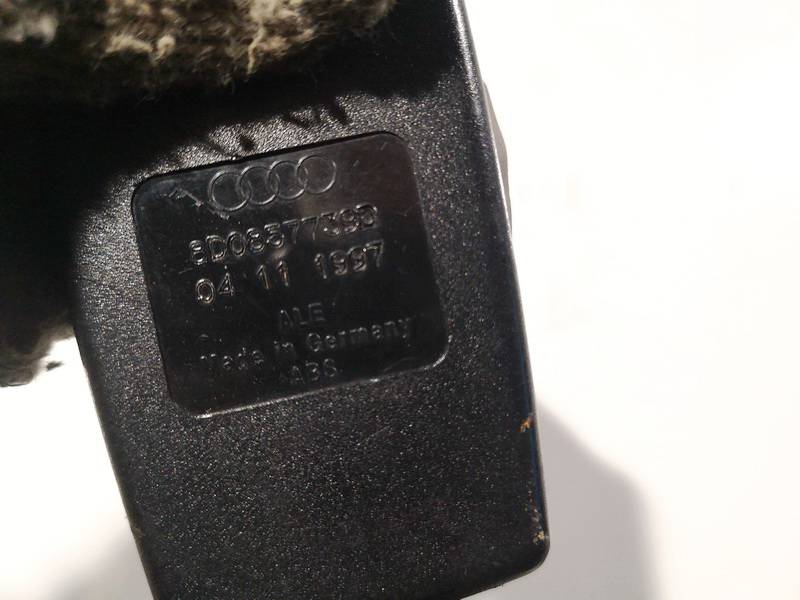 8D0857739D
04 11 1997
ALE
Made in Germany
ABS